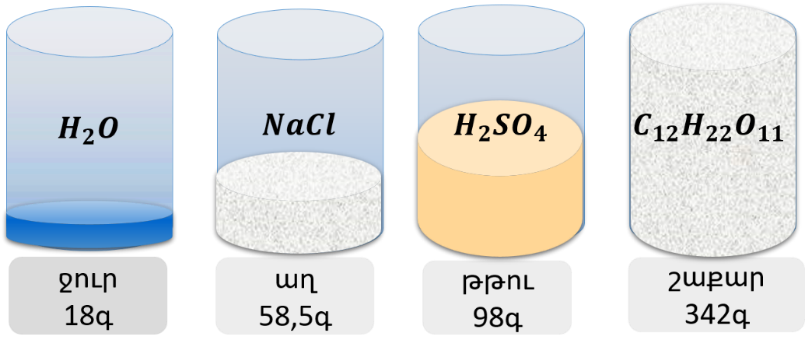 H₂O
NaCl
H₂SO₄
C₁₂H₂₂O₁₁
ջուր
18գ
աղ
58,5գ
թթու
98գ
շաքար
342գ